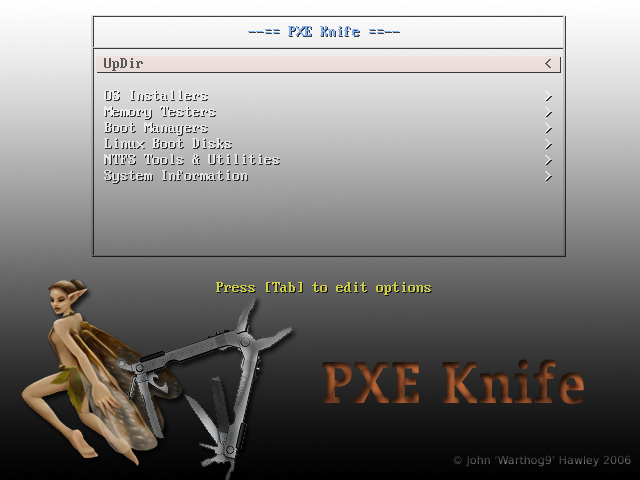 --== PXE Knife ==--
UpDir <
OS Installers >
Memory Testers >
Boot Managers >
Linux Boot Disks >
NTFS Tools & Utilities >
System Information >
Press [Tab] to edit options
PXE Knife
© John 'Warthog9' Hawley 2006